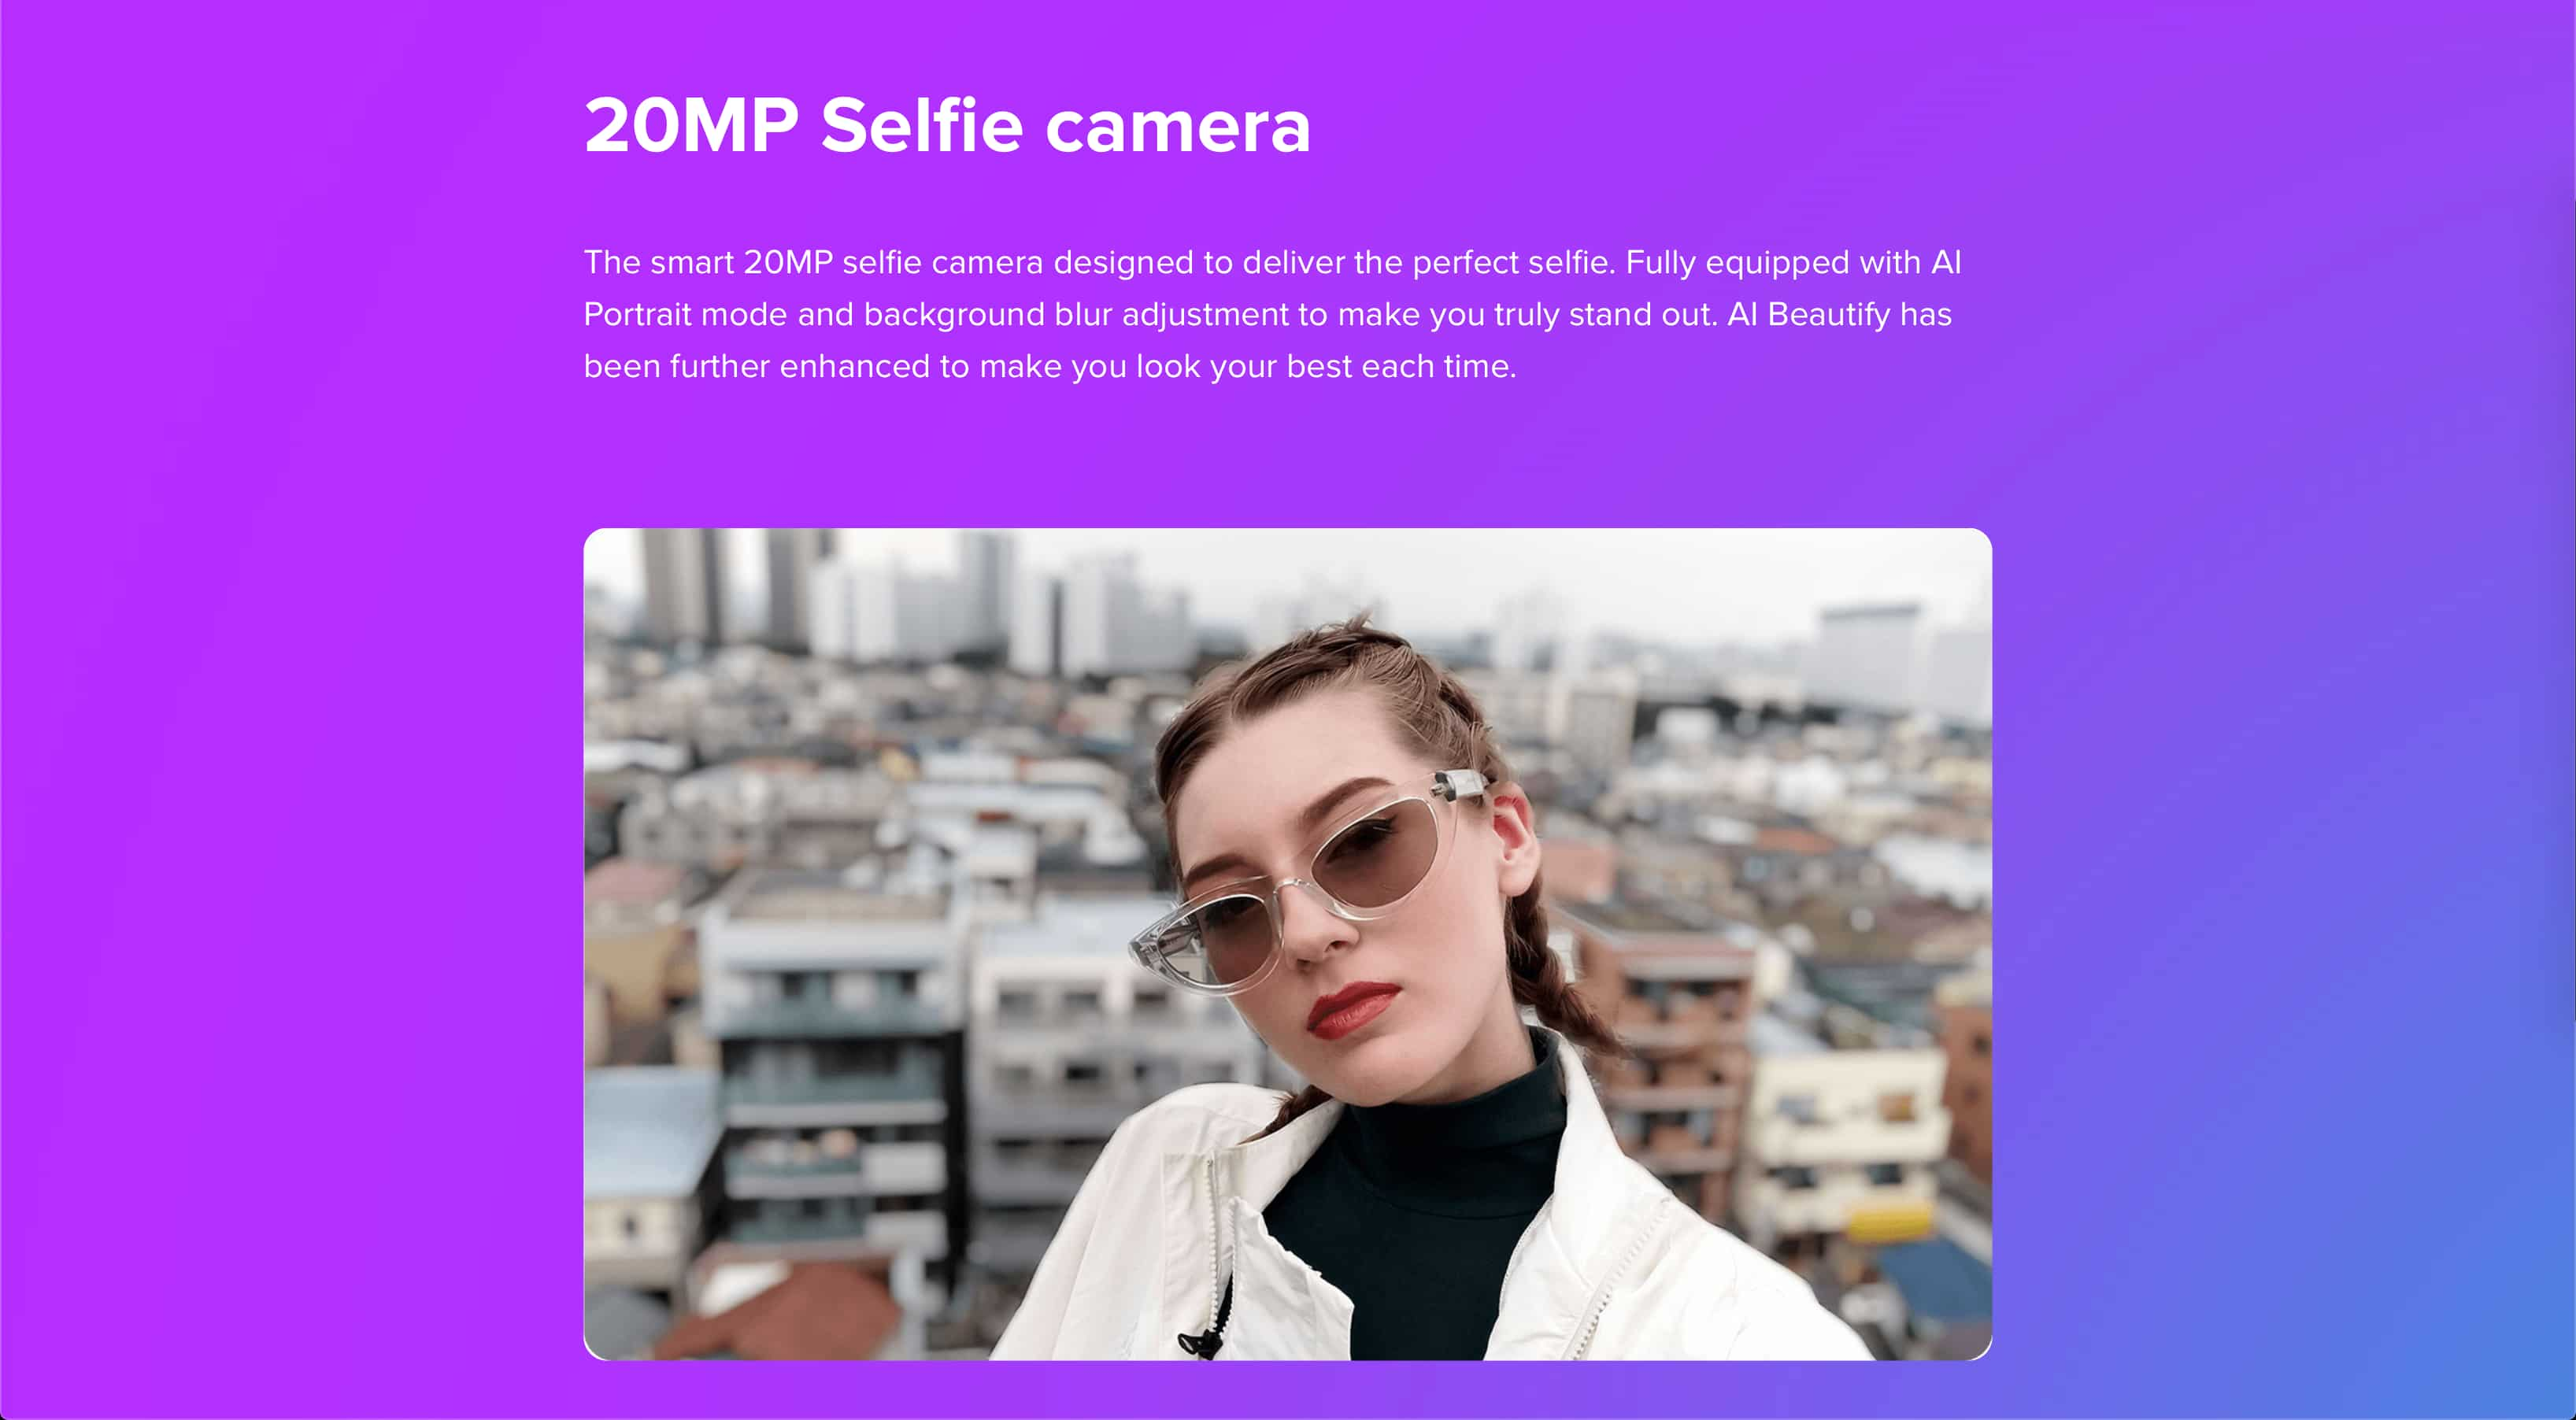 20MP Selfie camera
The smart 20MP selfie camera designed to deliver the perfect selfie. Fully equipped with AI
Portrait mode and background blur adjustment to make you truly stand out. AI Beautify has
been further enhanced to make you look your best each time.